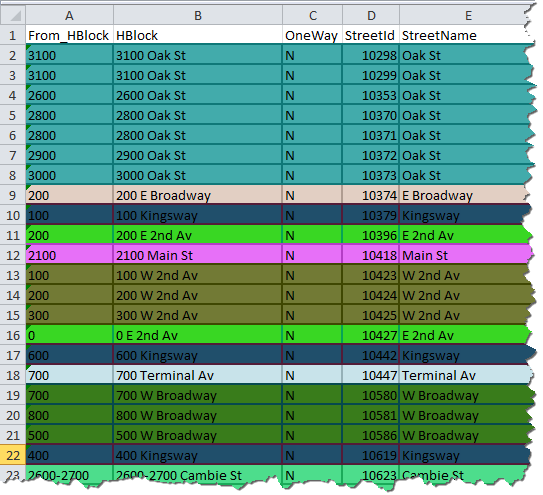 A B C D E
1 From_HBlock HBlock OneWay StreetId StreetName
2 3100 3100 Oak St N 10298 Oak St
3 3100 3100 Oak St N 10299 Oak St
4 2600 2600 Oak St N 10353 Oak St
5 2800 2800 Oak St N 10370 Oak St
6 2800 2800 Oak St N 10371 Oak St
7 2900 2900 Oak St N 10372 Oak St
8 3000 3000 Oak St N 10373 Oak St
9 200 200 E Broadway N 10374 E Broadway
10 100 100 Kingsway N 10379 Kingsway
11 200 200 E 2nd Av N 10396 E 2nd Av
12 2100 2100 Main St N 10418 Main St
13 100 100 W 2nd Av N 10423 W 2nd Av
14 200 200 W 2nd Av N 10424 W 2nd Av
15 300 300 W 2nd Av N 10425 W 2nd Av
16 0 0 E 2nd Av N 10427 E 2nd Av
17 600 600 Kingsway N 10442 Kingsway
18 700 700 Terminal Av N 10447 Terminal Av
19 700 700 W Broadway N 10580 W Broadway
20 800 800 W Broadway N 10581 W Broadway
21 500 500 W Broadway N 10586 W Broadway
22 400 400 Kingsway N 10619 Kingsway
23 2600-2700 2600-2700 Cambie St N 10623 Cambie St